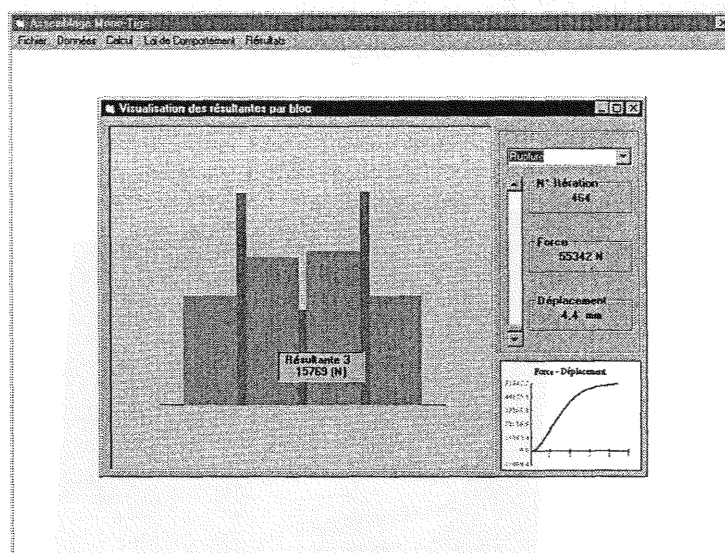 Assemblage Mono-Tige
Fichier Données Calcul Loi de Comportement Résultats
Visualisation des résultantes par bloc
Rupture
N° Itération
464
Force
55342 N
Déplacement
4,4 mm
Résultante 3
15769 (N)
Force - Déplacement